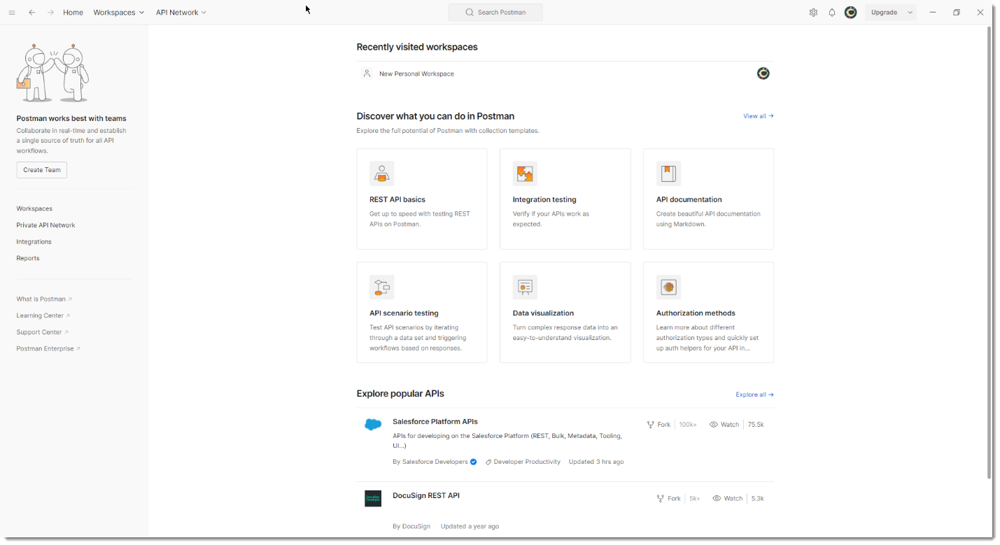 Home Workspaces API Network Search Postman Upgrade
Postman works best with teams
Collaborate in real-time and establish
a single source of truth for all API
workflows.
Create Team
Workspaces
Private API Network
Integrations
Reports
What is Postman
Learning Center
Support Center
Postman Enterprise
Recently visited workspaces
New Personal Workspace
Discover what you can do in Postman
View all →
Explore the full potential of Postman with collection templates.
REST API basics
Get up to speed with testing REST
APIs on Postman.
Integration testing
Verify if your APIs work as
expected.
API documentation
Create beautiful API documentation
using Markdown.
API scenario testing
Test API scenarios by iterating
through a data set and triggering
workflows based on responses.
Data visualization
Turn complex response data into an
easy-to-understand visualization.
Authorization methods
Learn more about different
authorization types and quickly set
up auth helpers for your API in...
Explore popular APIs
Explore all →
Salesforce Platform APIs
Fork 100k+ Watch 75.5k
APIs for developing on the Salesforce Platform (REST, Bulk, Metadata, Tooling,
UI...)
By Salesforce Developers Developer Productivity Updated 3 hrs ago
DocuSign REST API
Fork 5k+ Watch 5.3k
By DocuSign Updated a year ago